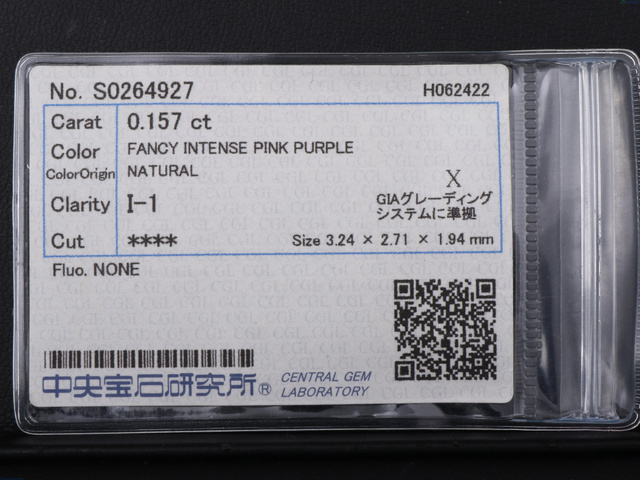 No. S0264927 H062422
Carat 0.157 ct
Color FANCY INTENSE PINK PURPLE
ColorOrigin NATURAL
X
Clarity I-1
GIAグレーディング
システムに準拠
Cut **** Size 3.24 × 2.71 × 1.94 mm
Fluo. NONE
中央宝石研究所® CENTRAL GEM
LABORATORY